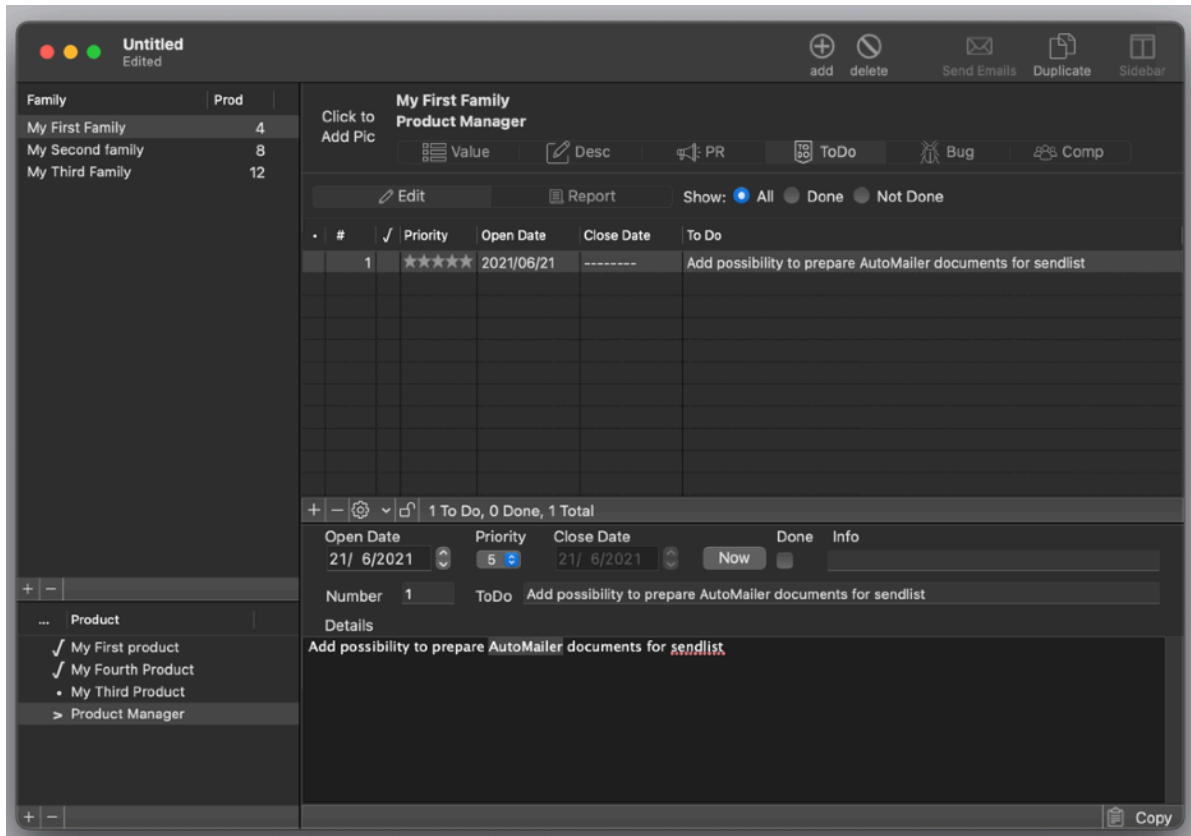 Untitled
Edited
add delete Send Emails Duplicate Sidebar
Family Prod
My First Family 4
My Second family 8
My Third Family 12
... Product
√ My First product
√ My Fourth Product
• My Third Product
> Product Manager
Click to
Add Pic
My First Family
Product Manager
Value Desc PR TO DO ToDo Bug Comp
Edit Report Show: All Done Not Done
• # √ Priority Open Date Close Date To Do
1 ★★★★★ 2021/06/21 -------- Add possibility to prepare AutoMailer documents for sendlist
+ − 1 To Do, 0 Done, 1 Total
Open Date Priority Close Date Done Info
21/ 6/2021 5 21/ 6/2021 Now
Number 1 ToDo Add possibility to prepare AutoMailer documents for sendlist
Details
Add possibility to prepare AutoMailer documents for sendlist
Copy